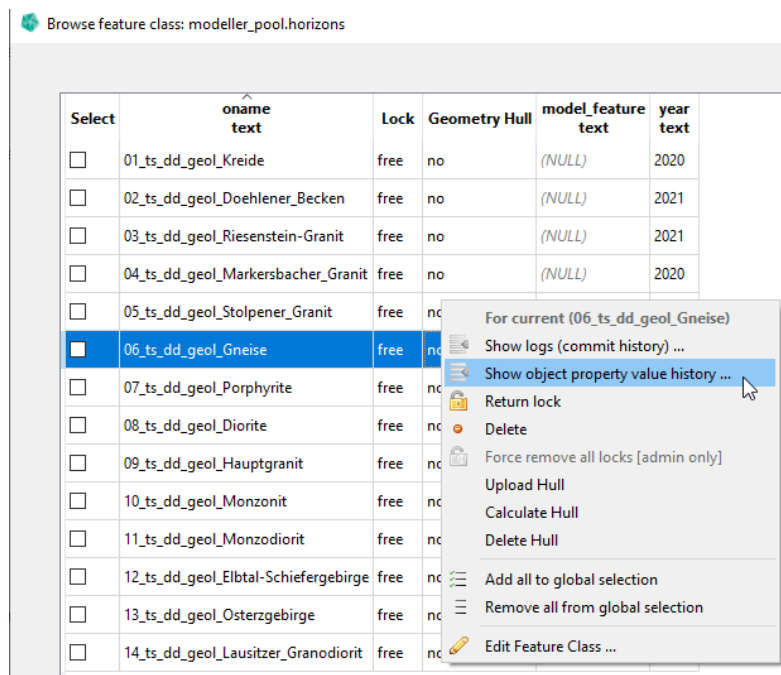 Browse feature class: modeller_pool.horizons
Select oname text Lock Geometry Hull model_feature text year text
01_ts_dd_geol_Kreide free no (NULL) 2020
02_ts_dd_geol_Doehlener_Becken free no (NULL) 2021
03_ts_dd_geol_Riesenstein-Granit free no (NULL) 2021
04_ts_dd_geol_Markersbacher_Granit free no (NULL) 2020
05_ts_dd_geol_Stolpener_Granit free
06_ts_dd_geol_Gneise free
07_ts_dd_geol_Porphyrite free
08_ts_dd_geol_Diorite free
09_ts_dd_geol_Hauptgranit free
10_ts_dd_geol_Monzonit free
11_ts_dd_geol_Monzodiorit free
12_ts_dd_geol_Elbtal-Schiefergebirge free
13_ts_dd_geol_Osterzgebirge free
14_ts_dd_geol_Lausitzer_Granodiorit free
For current (06_ts_dd_geol_Gneise)
Show logs (commit history) ...
Show object property value history ...
Return lock
Delete
Force remove all locks [admin only]
Upload Hull
Calculate Hull
Delete Hull
Add all to global selection
Remove all from global selection
Edit Feature Class ...